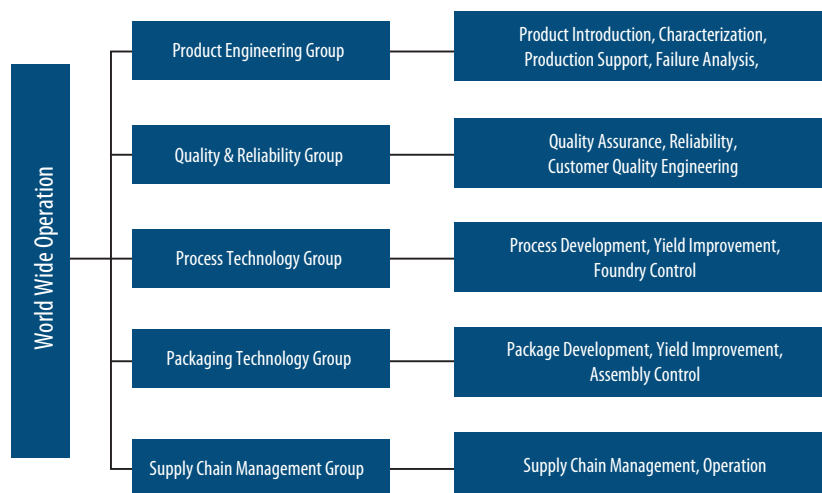 World Wide Operation
Product Engineering Group
Product Introduction, Characterization,
Production Support, Failure Analysis,
Quality & Reliability Group
Quality Assurance, Reliability,
Customer Quality Engineering
Process Technology Group
Process Development, Yield Improvement,
Foundry Control
Packaging Technology Group
Package Development, Yield Improvement,
Assembly Control
Supply Chain Management Group
Supply Chain Management, Operation